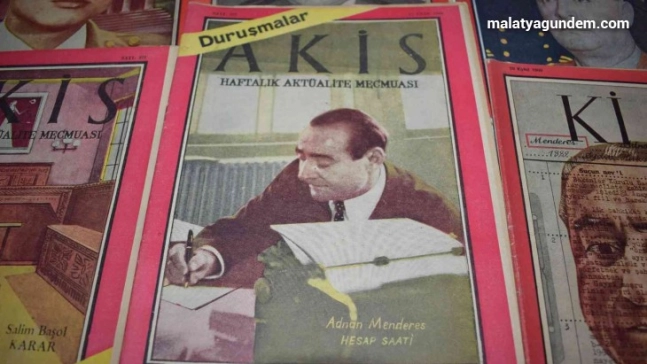 malatyagundem.com
Duruşmalar
AKİS
HAFTALIK AKTÜALİTE MECMUASI
Adnan Menderes
HESAP SAATİ
KİS
ÜALİTE MECMUASI
Salim Başol
KARAR
Kİ
Menderes